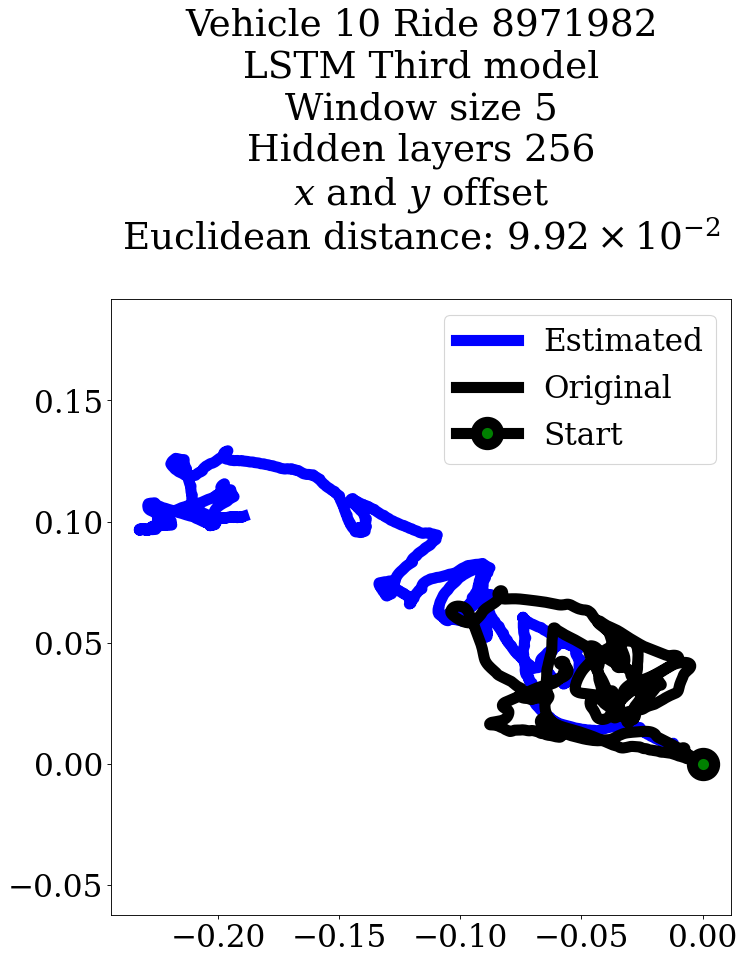 Vehicle 10 Ride 8971982
LSTM Third model
Window size 5
Hidden layers 256
x and y offset
Euclidean distance: 9.92 × 10⁻²
Estimated
Original
Start
0.15
0.10
0.05
0.00
−0.05
−0.20 −0.15 −0.10 −0.05 0.00